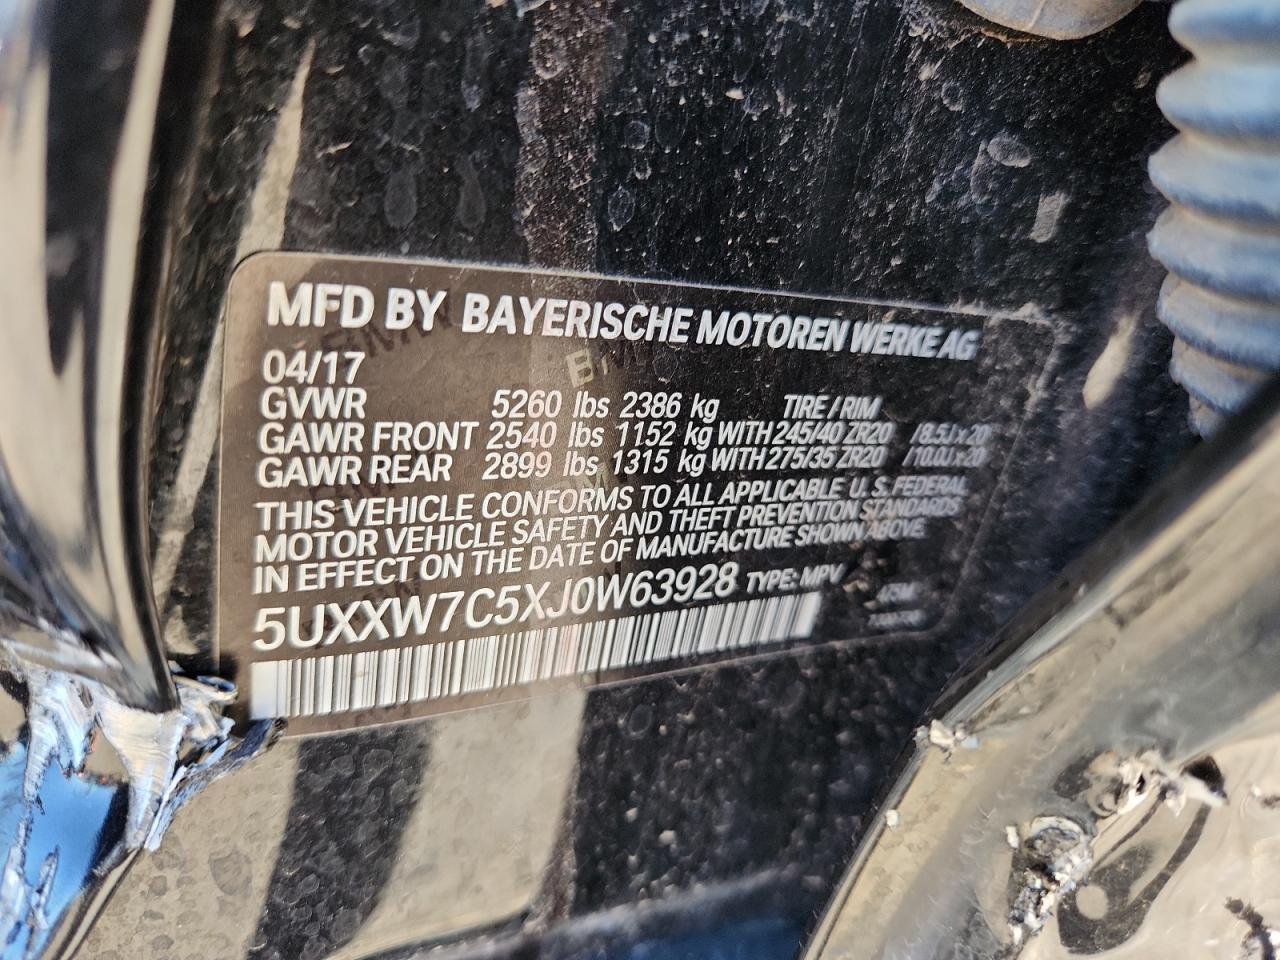 MFD BY BAYERISCHE MOTOREN WERKE AG
04/17
GVWR 5260 lbs 2386 kg TIRE / RIM
GAWR FRONT 2540 lbs 1152 kg WITH 245/40 ZR20 /8.5J x 20
GAWR REAR 2899 lbs 1315 kg WITH 275/35 ZR20 /10.0J x 20
THIS VEHICLE CONFORMS TO ALL APPLICABLE U. S. FEDERAL
MOTOR VEHICLE SAFETY AND THEFT PREVENTION STANDARDS
IN EFFECT ON THE DATE OF MANUFACTURE SHOWN ABOVE
5UXXW7C5XJ0W63928 TYPE: MPV